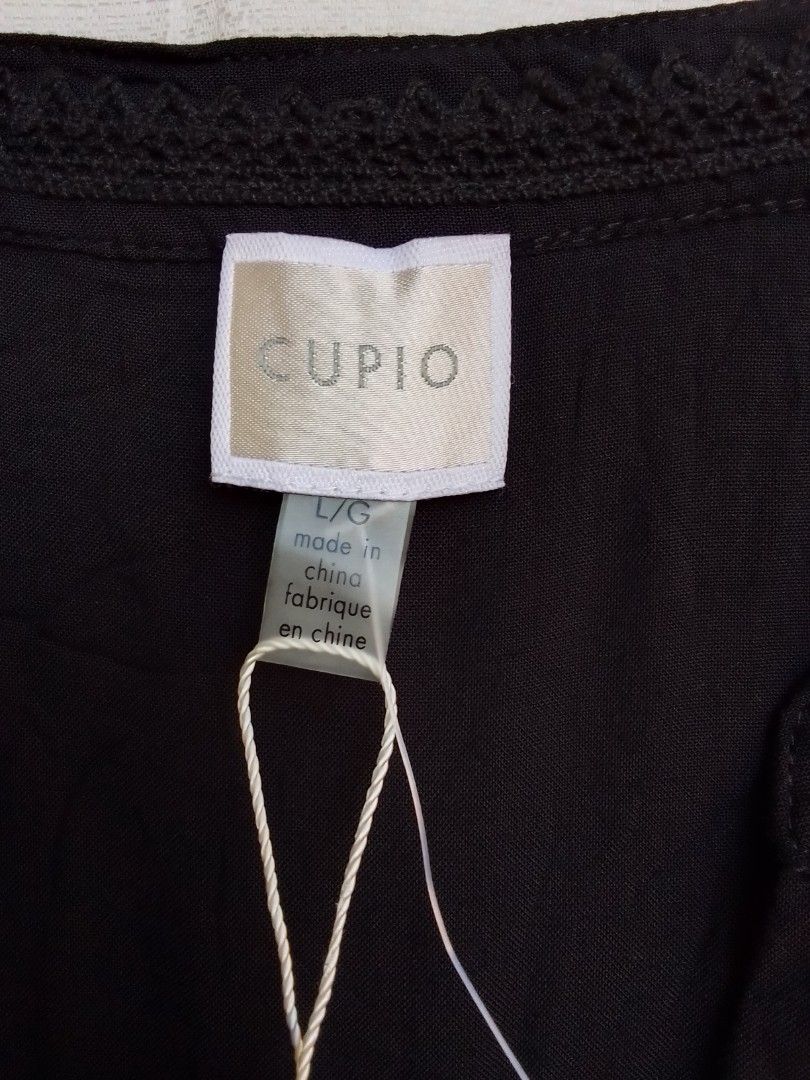 CUPIO
L/G
made in
china
fabrique
en chine